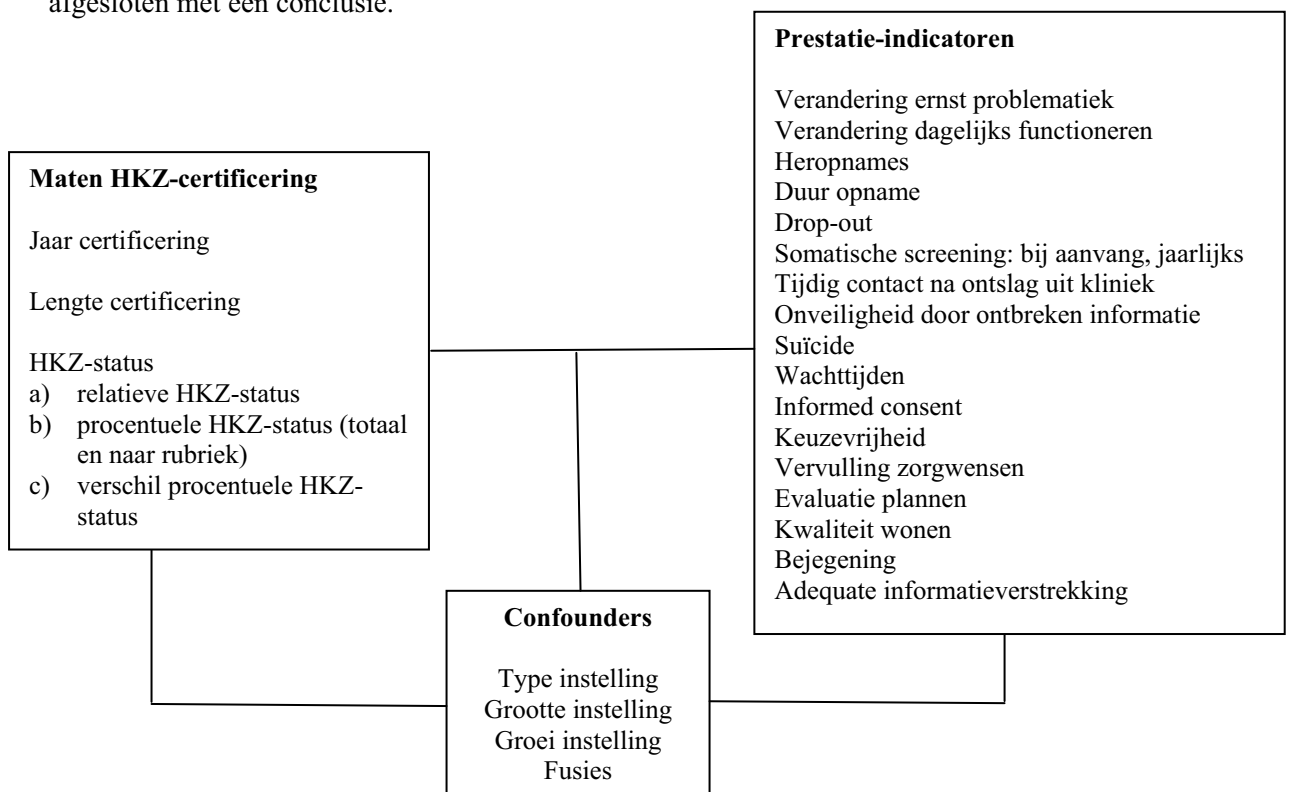 afgesloten met een conclusie.
Maten HKZ-certificering
Jaar certificering
Lengte certificering
HKZ-status
a) relatieve HKZ-status
b) procentuele HKZ-status (totaal
en naar rubriek)
c) verschil procentuele HKZ-
status
Prestatie-indicatoren
Verandering ernst problematiek
Verandering dagelijks functioneren
Heropnames
Duur opname
Drop-out
Somatische screening: bij aanvang, jaarlijks
Tijdig contact na ontslag uit kliniek
Onveiligheid door ontbreken informatie
Suïcide
Wachttijden
Informed consent
Keuzevrijheid
Vervulling zorgwensen
Evaluatie plannen
Kwaliteit wonen
Bejegening
Adequate informatieverstrekking
Confounders
Type instelling
Grootte instelling
Groei instelling
Fusies